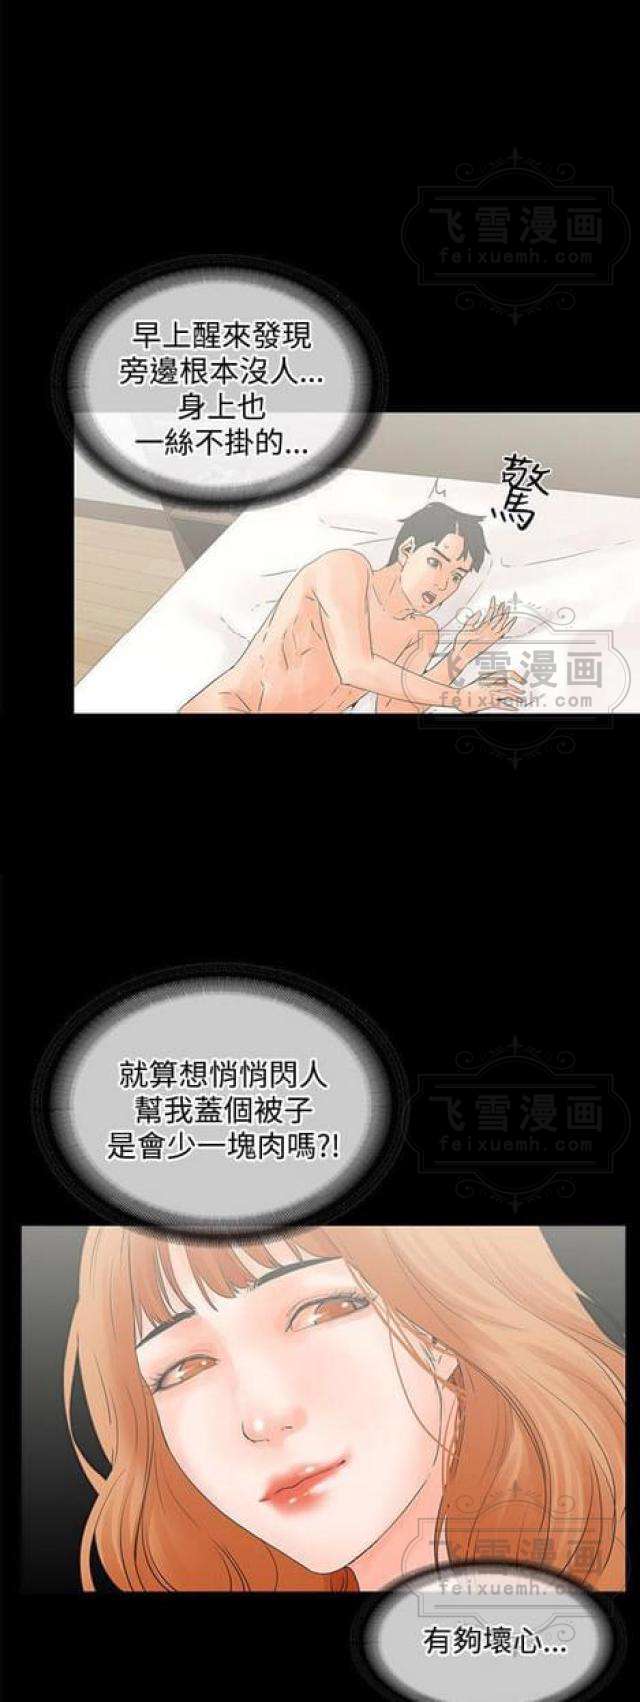 飞雪漫画
feixuemh.com
早上醒來發現
旁邊根本沒人...
身上也
一絲不掛的...
驚
飞雪漫画
feixuemh.com
就算想悄悄閃人
幫我蓋個被子
是會少一塊肉嗎?!
飞雪漫画
feixuemh.com
飞雪漫画
feixuemh.com
有夠壞心...